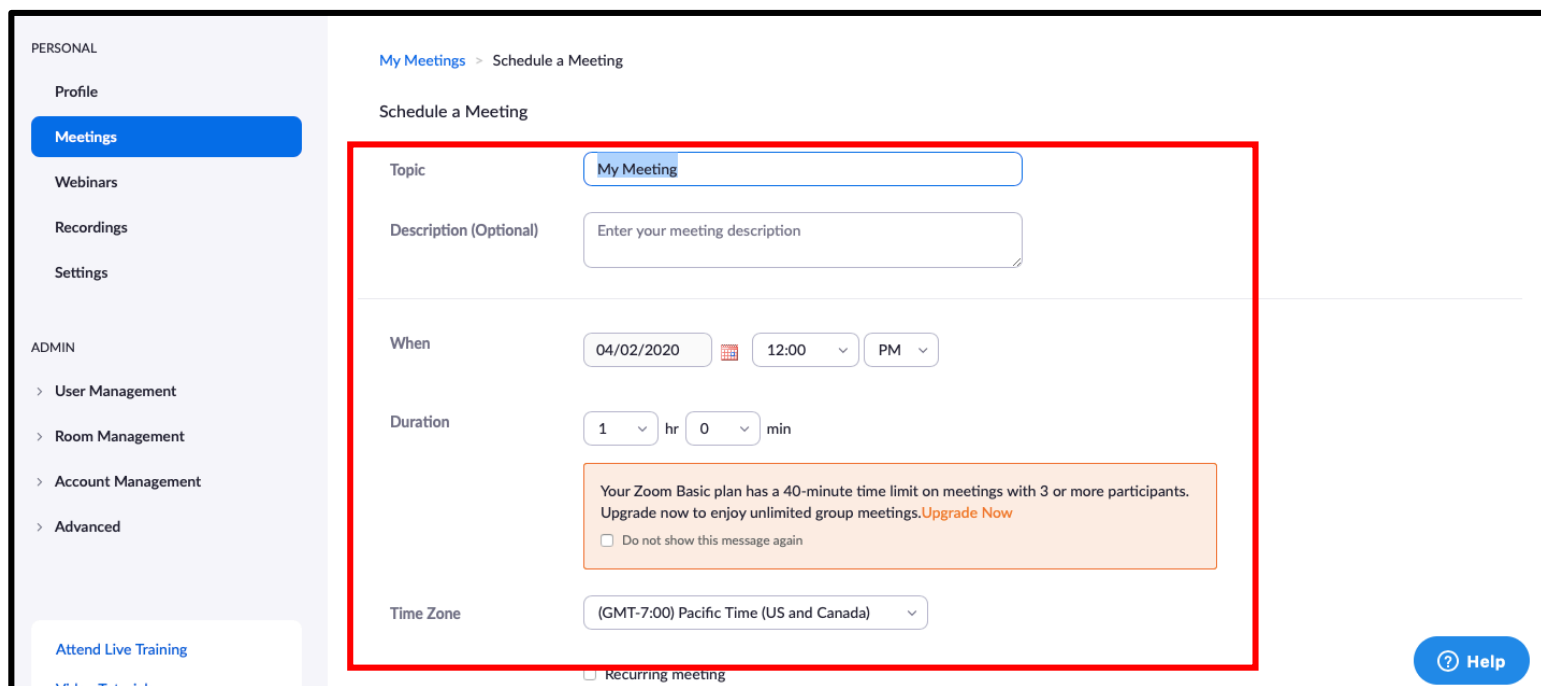 PERSONAL
Profile
Meetings
Webinars
Recordings
Settings
ADMIN
> User Management
> Room Management
> Account Management
> Advanced
Attend Live Training
My Meetings > Schedule a Meeting
Schedule a Meeting
Topic My Meeting
Description (Optional) Enter your meeting description
When 04/02/2020 12:00 PM
Duration 1 hr 0 min
Your Zoom Basic plan has a 40-minute time limit on meetings with 3 or more participants.
Upgrade now to enjoy unlimited group meetings.Upgrade Now
Do not show this message again
Time Zone (GMT-7:00) Pacific Time (US and Canada)
Recurring meeting
? Help